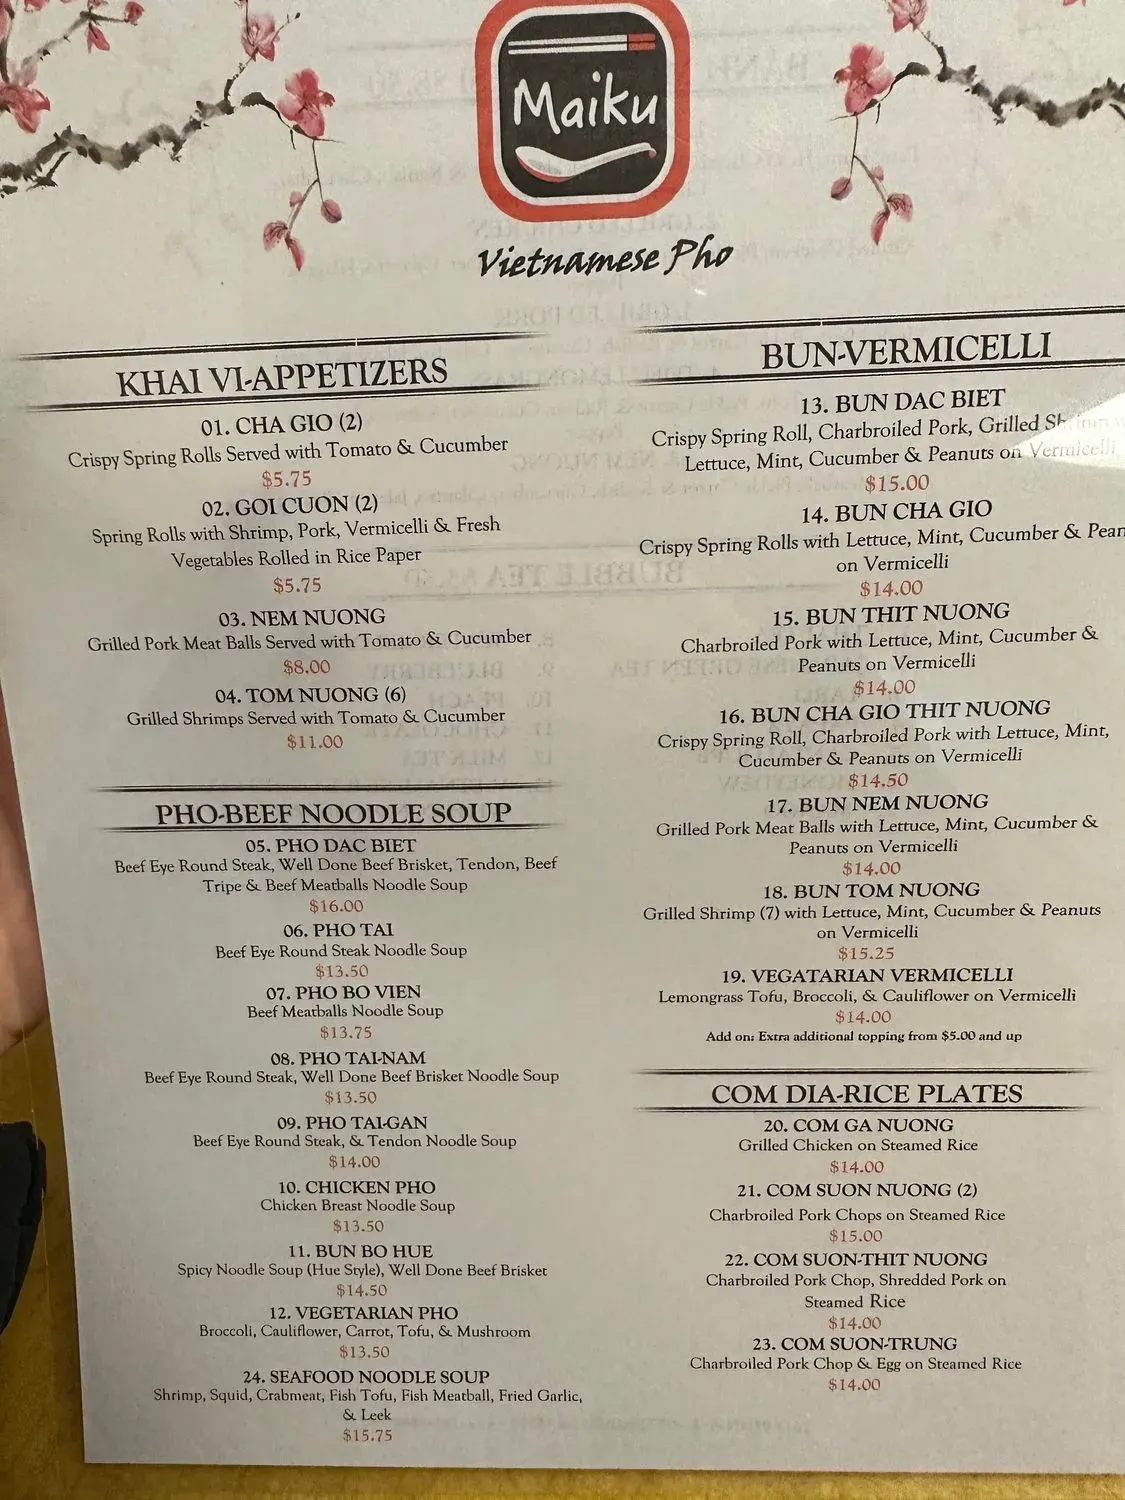 Maiku
Vietnamese Pho
KHAI VI-APPETIZERS
01. CHA GIO (2)
Crispy Spring Rolls Served with Tomato & Cucumber
$5.75
02. GOI CUON (2)
Spring Rolls with Shrimp, Pork, Vermicelli & Fresh
Vegetables Rolled in Rice Paper
$5.75
03. NEM NUONG
Grilled Pork Meat Balls Served with Tomato & Cucumber
$8.00
04. TOM NUONG (6)
Grilled Shrimps Served with Tomato & Cucumber
$11.00
PHO-BEEF NOODLE SOUP
05. PHO DAC BIET
Beef Eye Round Steak, Well Done Beef Brisket, Tendon, Beef
Tripe & Beef Meatballs Noodle Soup
$16.00
06. PHO TAI
Beef Eye Round Steak Noodle Soup
$13.50
07. PHO BO VIEN
Beef Meatballs Noodle Soup
$13.75
08. PHO TAI-NAM
Beef Eye Round Steak, Well Done Beef Brisket Noodle Soup
$13.50
09. PHO TAI-GAN
Beef Eye Round Steak, & Tendon Noodle Soup
$14.00
10. CHICKEN PHO
Chicken Breast Noodle Soup
$13.50
11. BUN BO HUE
Spicy Noodle Soup (Hue Style), Well Done Beef Brisket
$14.50
12. VEGETARIAN PHO
Broccoli, Cauliflower, Carrot, Tofu, & Mushroom
$13.50
24. SEAFOOD NOODLE SOUP
Shrimp, Squid, Crabmeat, Fish Tofu, Fish Meatball, Fried Garlic,
& Leek
$15.75
BUN-VERMICELLI
13. BUN DAC BIET
Crispy Spring Roll, Charbroiled Pork, Grilled Shrimp
Lettuce, Mint, Cucumber & Peanuts on Vermicelli
$15.00
14. BUN CHA GIO
Crispy Spring Rolls with Lettuce, Mint, Cucumber & Pean
on Vermicelli
$14.00
15. BUN THIT NUONG
Charbroiled Pork with Lettuce, Mint, Cucumber &
Peanuts on Vermicelli
$14.00
16. BUN CHA GIO THIT NUONG
Crispy Spring Roll, Charbroiled Pork with Lettuce, Mint,
Cucumber & Peanuts on Vermicelli
$14.50
17. BUN NEM NUONG
Grilled Pork Meat Balls with Lettuce, Mint, Cucumber &
Peanuts on Vermicelli
$14.00
18. BUN TOM NUONG
Grilled Shrimp (7) with Lettuce, Mint, Cucumber & Peanuts
on Vermicelli
$15.25
19. VEGATARIAN VERMICELLI
Lemongrass Tofu, Broccoli, & Cauliflower on Vermicelli
$14.00
Add on: Extra additional topping from $5.00 and up
COM DIA-RICE PLATES
20. COM GA NUONG
Grilled Chicken on Steamed Rice
$14.00
21. COM SUON NUONG (2)
Charbroiled Pork Chops on Steamed Rice
$15.00
22. COM SUON-THIT NUONG
Charbroiled Pork Chop, Shredded Pork on
Steamed Rice
$14.00
23. COM SUON-TRUNG
Charbroiled Pork Chop & Egg on Steamed Rice
$14.00